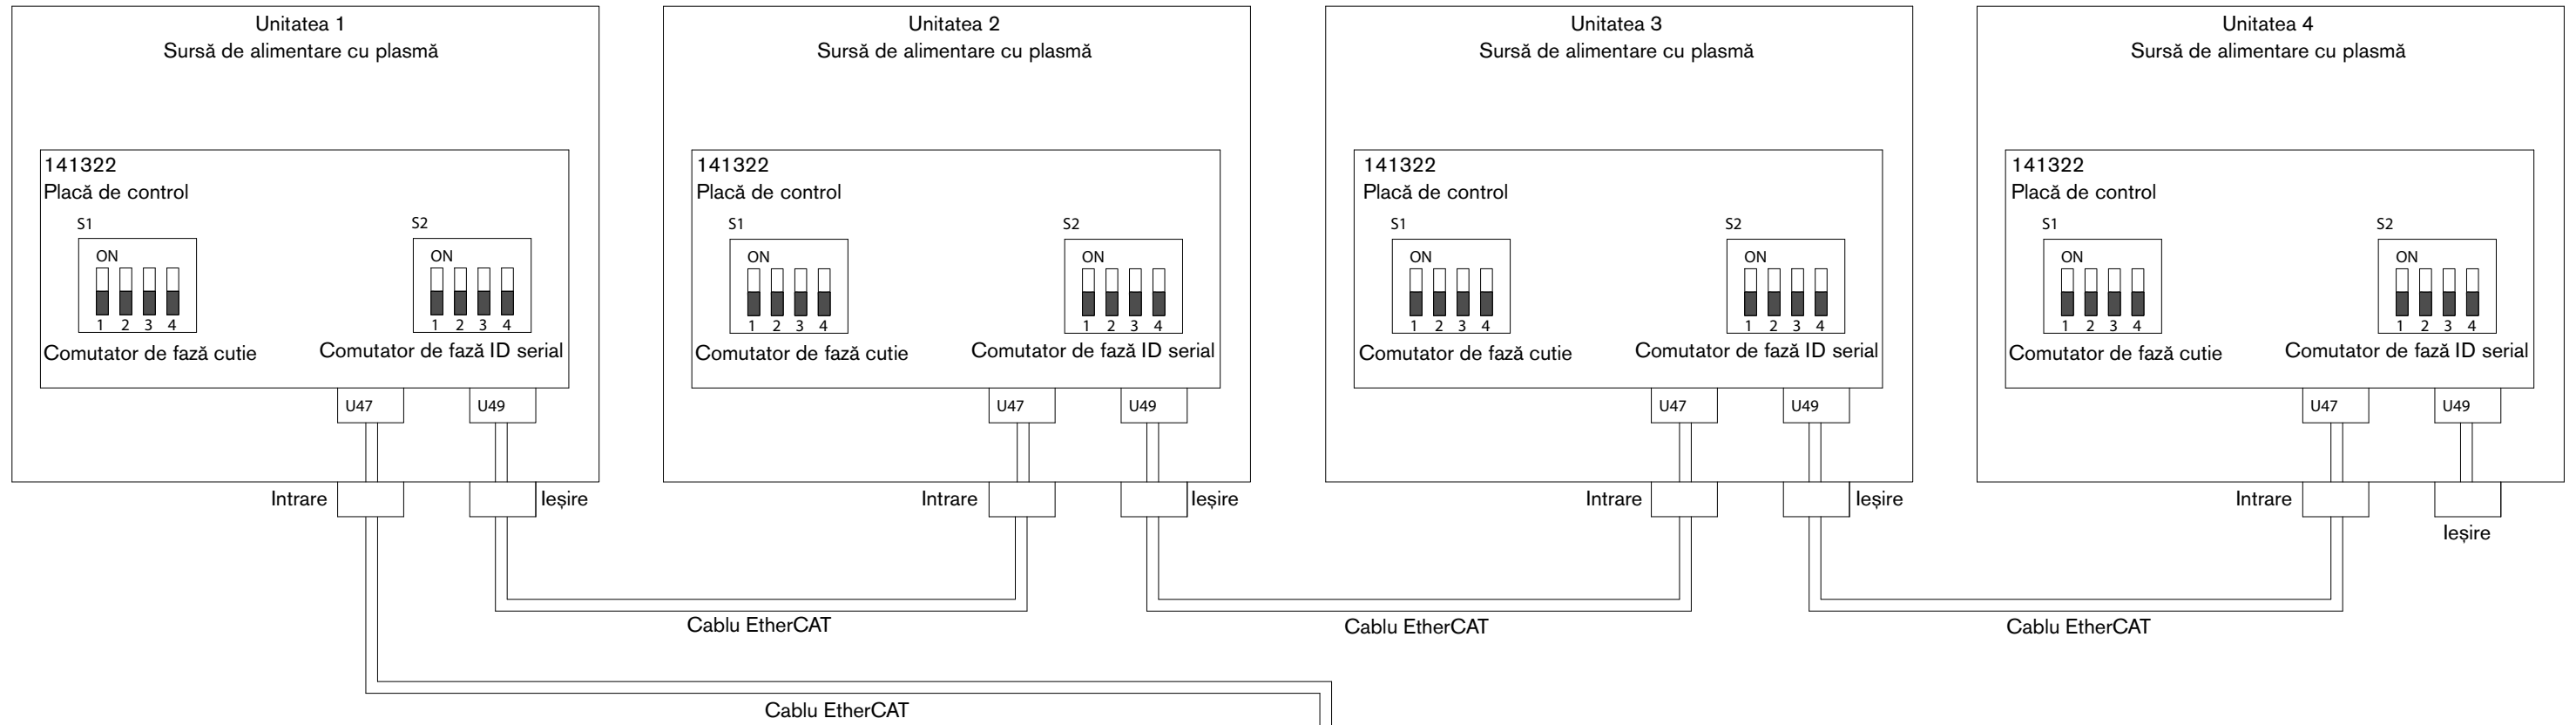 Unitatea 1
Sursă de alimentare cu plasmă
141322
Placă de control
S1
ON
1 2 3 4
Comutator de fază cutie
S2
ON
1 2 3 4
Comutator de fază ID serial
U47
U49
Intrare
Ieșire
Unitatea 2
Sursă de alimentare cu plasmă
141322
Placă de control
S1
ON
1 2 3 4
Comutator de fază cutie
S2
ON
1 2 3 4
Comutator de fază ID serial
U47
U49
Intrare
Ieșire
Unitatea 3
Sursă de alimentare cu plasmă
141322
Placă de control
S1
ON
1 2 3 4
Comutator de fază cutie
S2
ON
1 2 3 4
Comutator de fază ID serial
U47
U49
Intrare
Ieșire
Unitatea 4
Sursă de alimentare cu plasmă
141322
Placă de control
S1
ON
1 2 3 4
Comutator de fază cutie
S2
ON
1 2 3 4
Comutator de fază ID serial
U47
U49
Intrare
Ieșire
Cablu EtherCAT
Cablu EtherCAT
Cablu EtherCAT
Cablu EtherCAT